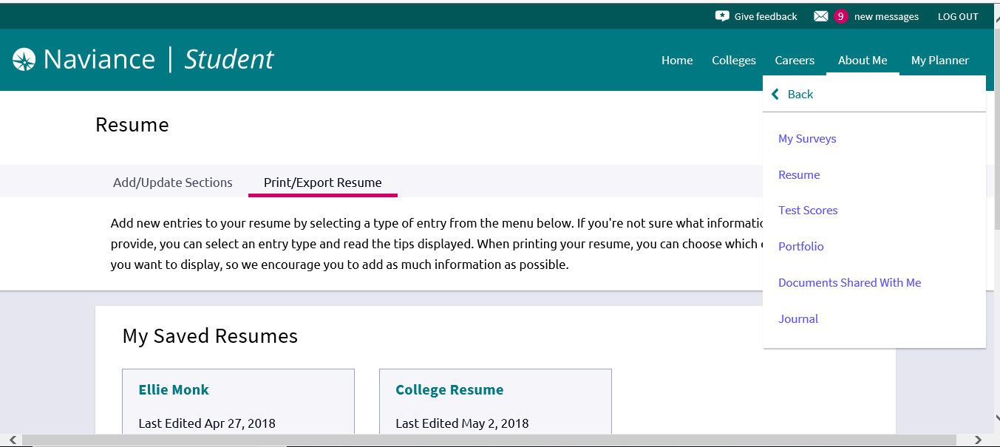 Give feedback 9 new messages LOG OUT
Naviance | Student
Home Colleges Careers About Me My Planner
Back
My Surveys
Resume
Test Scores
Portfolio
Documents Shared With Me
Journal
Resume
Add/Update Sections Print/Export Resume
Add new entries to your resume by selecting a type of entry from the menu below. If you're not sure what
provide, you can select an entry type and read the tips displayed. When printing your resume, you can choose which
you want to display, so we encourage you to add as much information as possible.
My Saved Resumes
Ellie Monk
Last Edited Apr 27, 2018
College Resume
Last Edited May 2, 2018